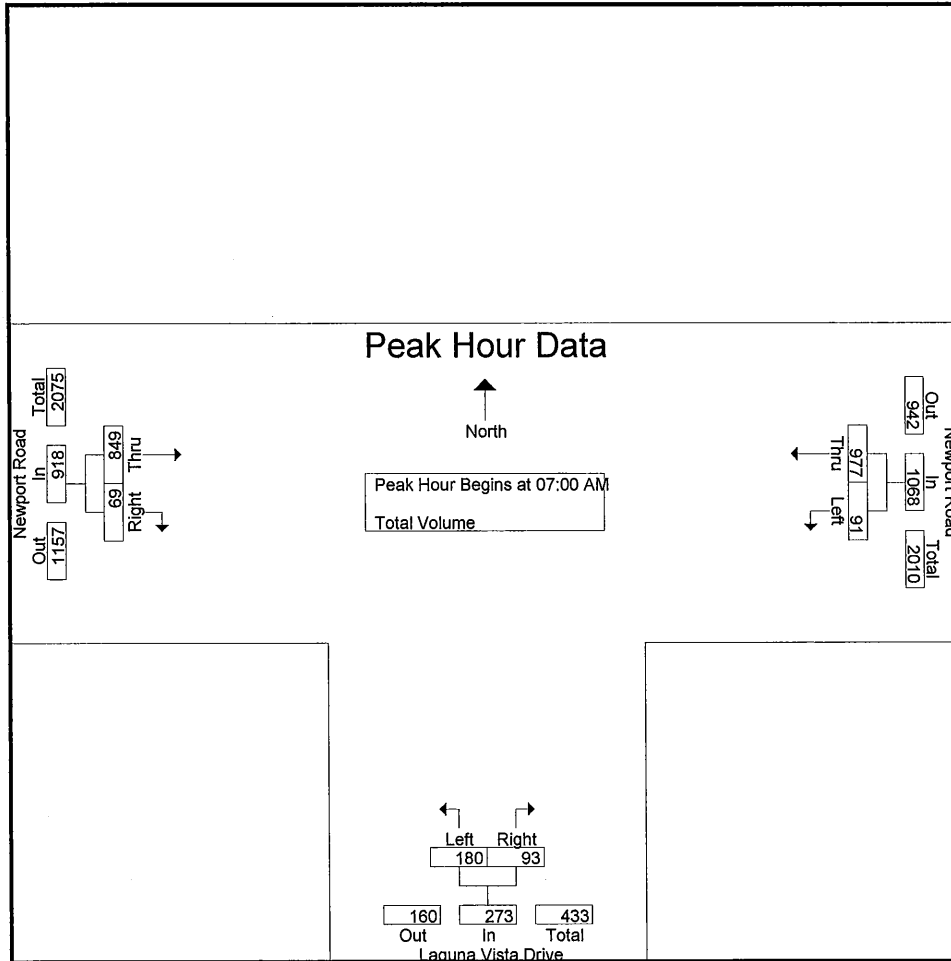 Peak Hour Data
North
Peak Hour Begins at 07:00 AM
Total Volume
Newport Road
Total
2075
In
918
Out
1157
849
Thru
69
Right
Newport Road
Out
942
In
1068
Total
2010
Thru
977
Left
91
Left Right
180 93
160 273 433
Out In Total
Laguna Vista Drive